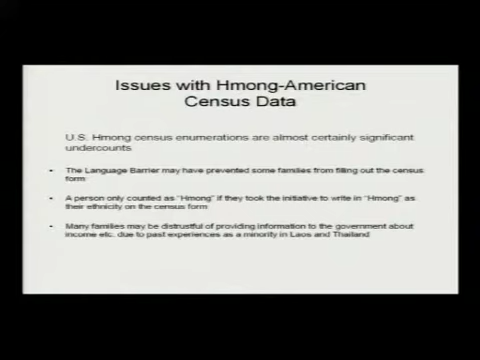 Issues with Hmong-American
Census Data
U.S. Hmong census enumerations are almost certainly significant
undercounts
• The Language Barrier may have prevented some families from filling out the census
form
• A person only counted as "Hmong" if they took the initiative to write in "Hmong" as
their ethnicity on the census form
• Many families may be distrustful of providing information to the government about
income etc. due to past experiences as a minority in Laos and Thailand